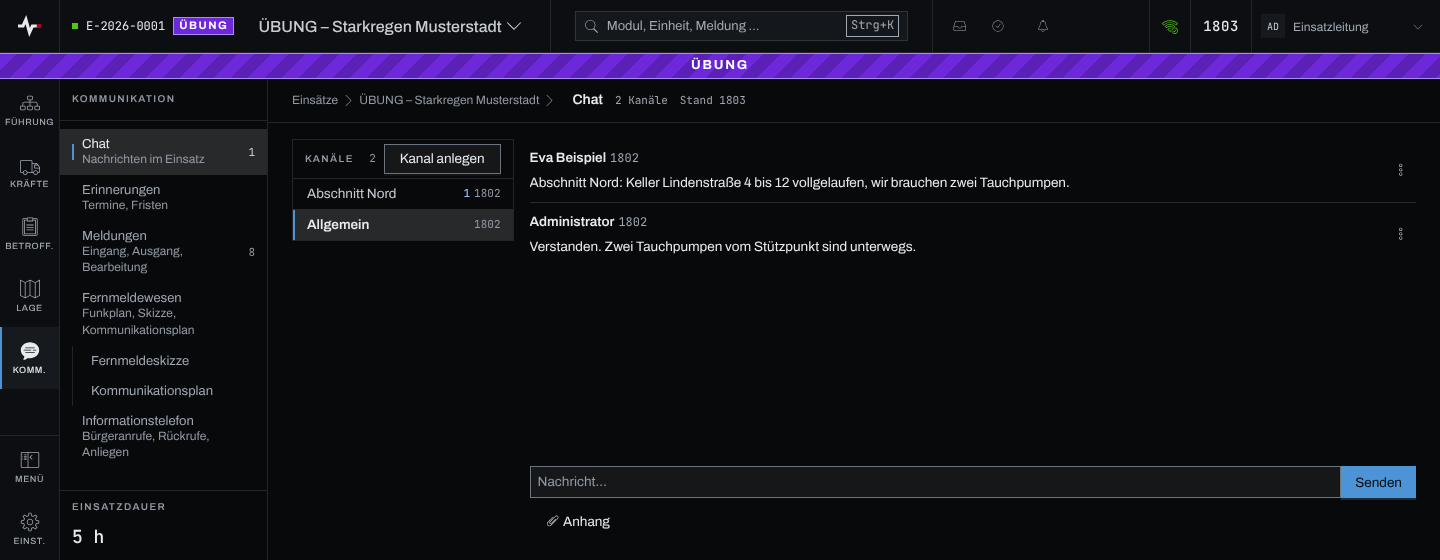 E-2026-0001 ÜBUNG ÜBUNG – Starkregen Musterstadt Modul, Einheit, Meldung ... Strg+K 1803 AD Einsatzleitung
ÜBUNG
FÜHRUNG
KRÄFTE
BETROFF.
LAGE
KOMM.
MENÜ
EINST.
KOMMUNIKATION
Chat
Nachrichten im Einsatz 1
Erinnerungen
Termine, Fristen
Meldungen
Eingang, Ausgang, 8
Bearbeitung
Fernmeldewesen
Funkplan, Skizze,
Kommunikationsplan
Fernmeldeskizze
Kommunikationsplan
Informationstelefon
Bürgeranrufe, Rückrufe,
Anliegen
EINSATZDAUER
5 h
Einsätze ÜBUNG – Starkregen Musterstadt Chat 2 Kanäle Stand 1803
KANÄLE 2 Kanal anlegen
Abschnitt Nord 1 1802
Allgemein 1802
Eva Beispiel 1802
Abschnitt Nord: Keller Lindenstraße 4 bis 12 vollgelaufen, wir brauchen zwei Tauchpumpen.
Administrator 1802
Verstanden. Zwei Tauchpumpen vom Stützpunkt sind unterwegs.
Nachricht... Senden
Anhang